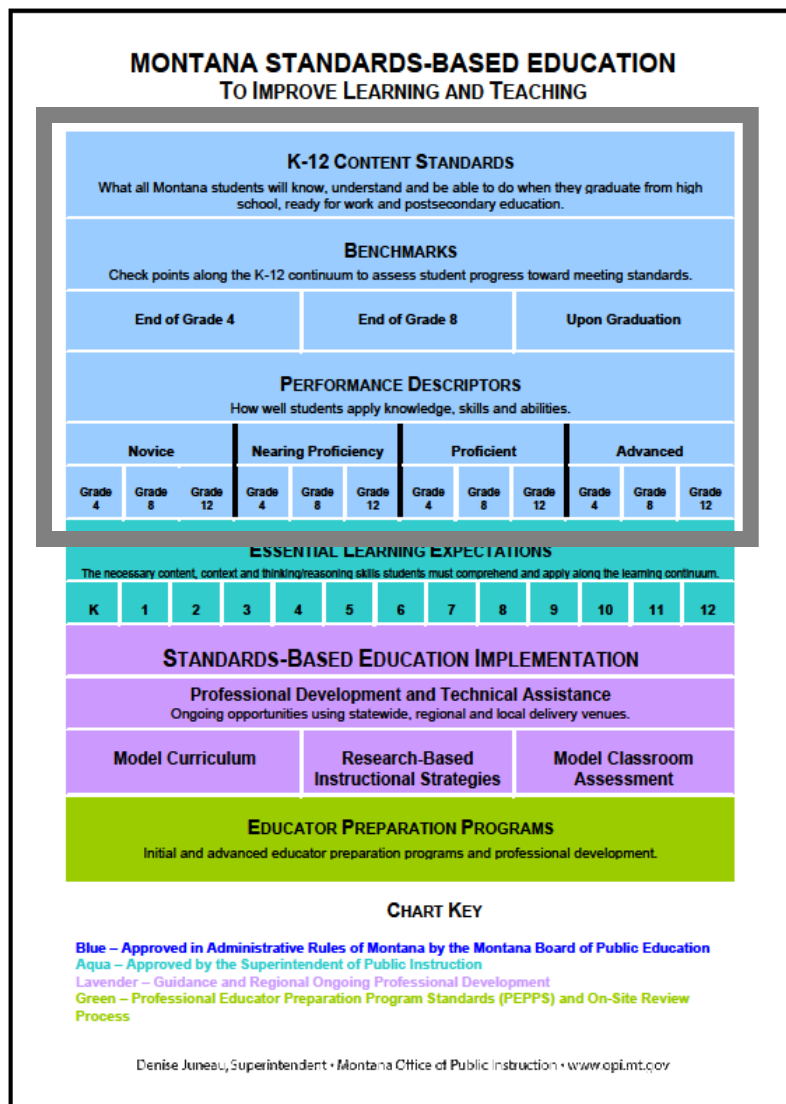 MONTANA STANDARDS-BASED EDUCATION
TO IMPROVE LEARNING AND TEACHING
K-12 CONTENT STANDARDS
What all Montana students will know, understand and be able to do when they graduate from high
school, ready for work and postsecondary education.
BENCHMARKS
Check points along the K-12 continuum to assess student progress toward meeting standards.
End of Grade 4 End of Grade 8 Upon Graduation
PERFORMANCE DESCRIPTORS
How well students apply knowledge, skills and abilities.
Novice Nearing Proficiency Proficient Advanced
Grade Grade Grade Grade Grade Grade Grade Grade Grade Grade Grade Grade
4 8 12 4 8 12 4 8 12 4 8 12
ESSENTIAL LEARNING EXPECTATIONS
The necessary content, context and thinking/reasoning skills students must comprehend and apply along the learning continuum.
K 1 2 3 4 5 6 7 8 9 10 11 12
STANDARDS-BASED EDUCATION IMPLEMENTATION
Professional Development and Technical Assistance
Ongoing opportunities using statewide, regional and local delivery venues.
Model Curriculum Research-Based Model Classroom
Instructional Strategies Assessment
EDUCATOR PREPARATION PROGRAMS
Initial and advanced educator preparation programs and professional development.
CHART KEY
Blue – Approved in Administrative Rules of Montana by the Montana Board of Public Education
Aqua – Approved by the Superintendent of Public Instruction
Lavender – Guidance and Regional Ongoing Professional Development
Green – Professional Educator Preparation Program Standards (PEPPS) and On-Site Review
Process
Denise Juneau, Superintendent • Montana Office of Public Instruction • www.opi.mt.gov